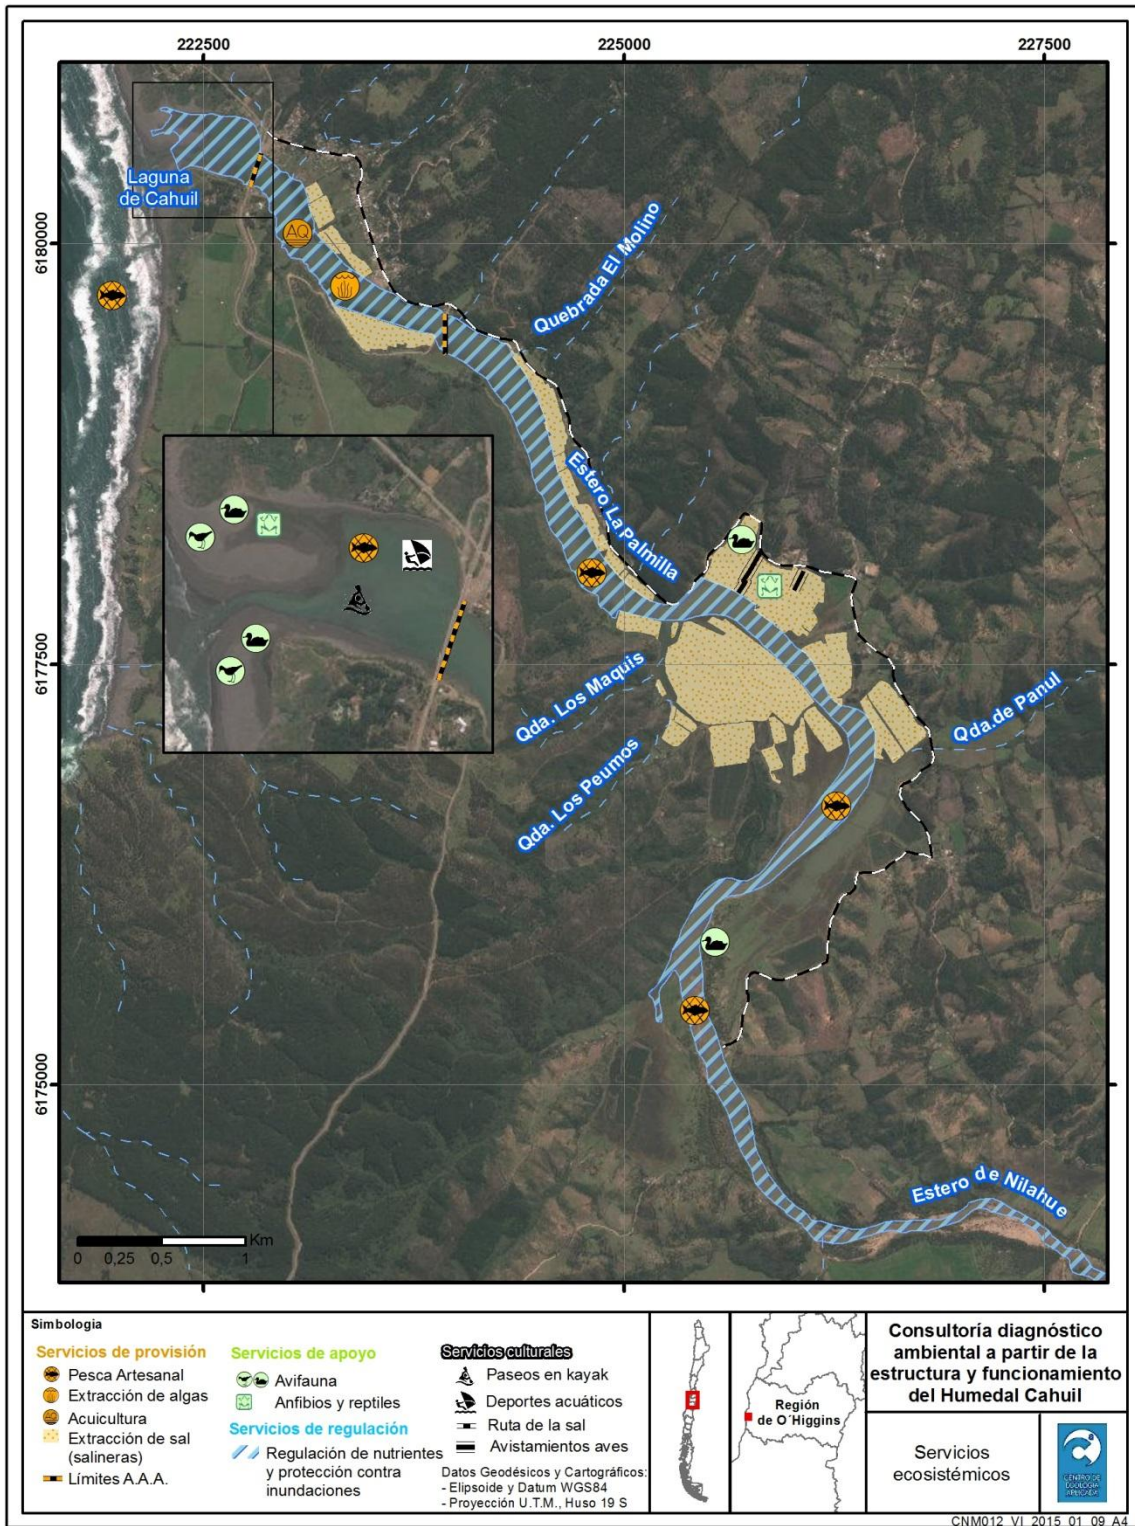 222500
225000
227500
6180000
6177500
6175000
Laguna
de Cahuil
AQ
Quebrada El Molino
Estero La Palmilla
Qda. Los Maquis
Qda. de Panul
Qda. Los Peumos
Estero de Nilahue
Km
0 0,25 0,5 1
Simbologia
Servicios de provisión
Pesca Artesanal
Extracción de algas
Acuicultura
Extracción de sal
(salineras)
Límites A.A.A.
Servicios de apoyo
Avifauna
Anfibios y reptiles
Servicios de regulación
Regulación de nutrientes
y protección contra
inundaciones
Servicios culturales
Paseos en kayak
Deportes acuáticos
Ruta de la sal
Avistamientos aves
Datos Geodésicos y Cartográficos:
- Elipsoide y Datum WGS84
- Proyección U.T.M., Huso 19 S
Región
de O´Higgins
Consultoría diagnóstico
ambiental a partir de la
estructura y funcionamiento
del Humedal Cahuil
Servicios
ecosistémicos
CENTRO DE
ECOLOGIA
APLICADA
CNM012_VI_2015_01_09_A4